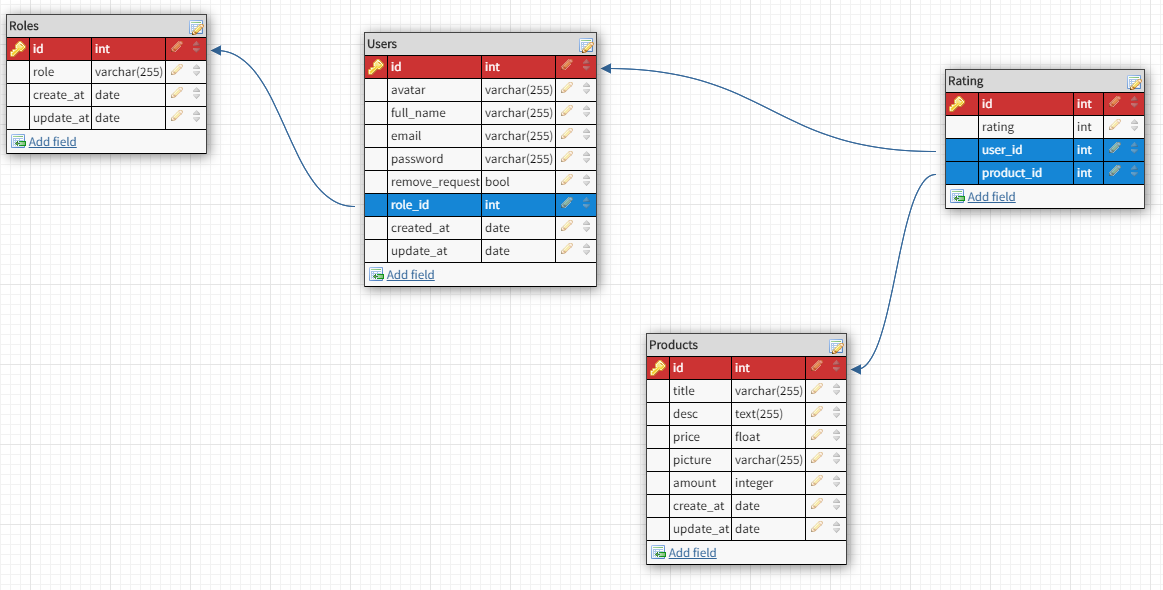 Roles
id int
role varchar(255)
create_at date
update_at date
Add field
Users
id int
avatar varchar(255)
full_name varchar(255)
email varchar(255)
password varchar(255)
remove_request bool
role_id int
created_at date
update_at date
Add field
Rating
id int
rating int
user_id int
product_id int
Add field
Products
id int
title varchar(255)
desc text(255)
price float
picture varchar(255)
amount integer
create_at date
update_at date
Add field